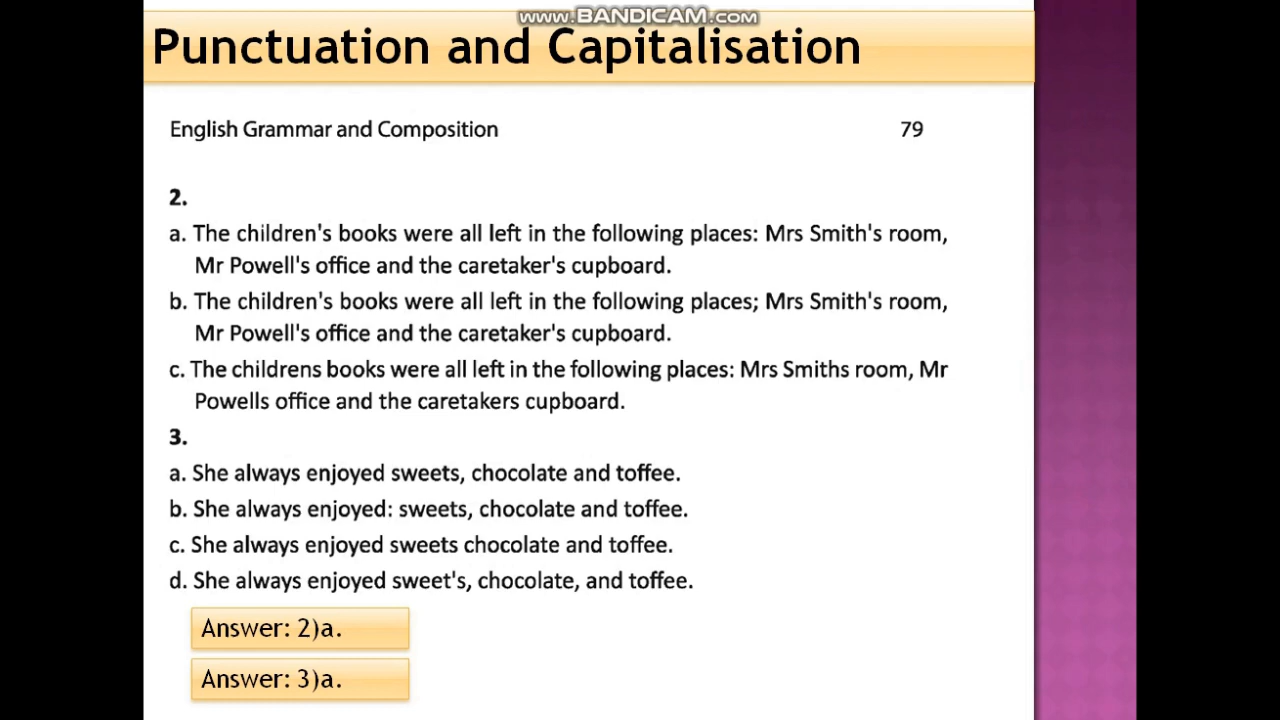 www.BANDICAM.com
Punctuation and Capitalisation
English Grammar and Composition 79
2.
a. The children's books were all left in the following places: Mrs Smith's room,
Mr Powell's office and the caretaker's cupboard.
b. The children's books were all left in the following places; Mrs Smith's room,
Mr Powell's office and the caretaker's cupboard.
c. The childrens books were all left in the following places: Mrs Smiths room, Mr
Powells office and the caretakers cupboard.
3.
a. She always enjoyed sweets, chocolate and toffee.
b. She always enjoyed: sweets, chocolate and toffee.
c. She always enjoyed sweets chocolate and toffee.
d. She always enjoyed sweet's, chocolate, and toffee.
Answer: 2)a.
Answer: 3)a.